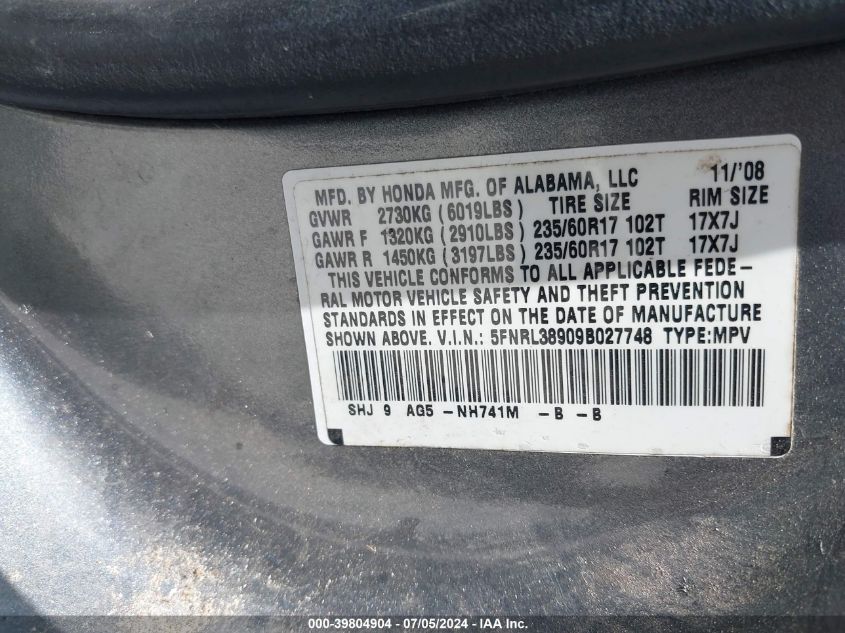 MFD. BY HONDA MFG. OF ALABAMA, LLC 11/'08
GVWR 2730KG (6019LBS) TIRE SIZE RIM SIZE
GAWR F 1320KG (2910LBS) 235/60R17 102T 17X7J
GAWR R 1450KG (3197LBS) 235/60R17 102T 17X7J
THIS VEHICLE CONFORMS TO ALL APPLICABLE FEDE-
RAL MOTOR VEHICLE SAFETY AND THEFT PREVENTION
STANDARDS IN EFFECT ON THE DATE OF MANUFACTURE
SHOWN ABOVE. V.I.N.: 5FNRL38909B027748 TYPE:MPV
SHJ 9 AG5 -NH741M -B -B
000-39804904 - 07/05/2024 - IAA Inc.